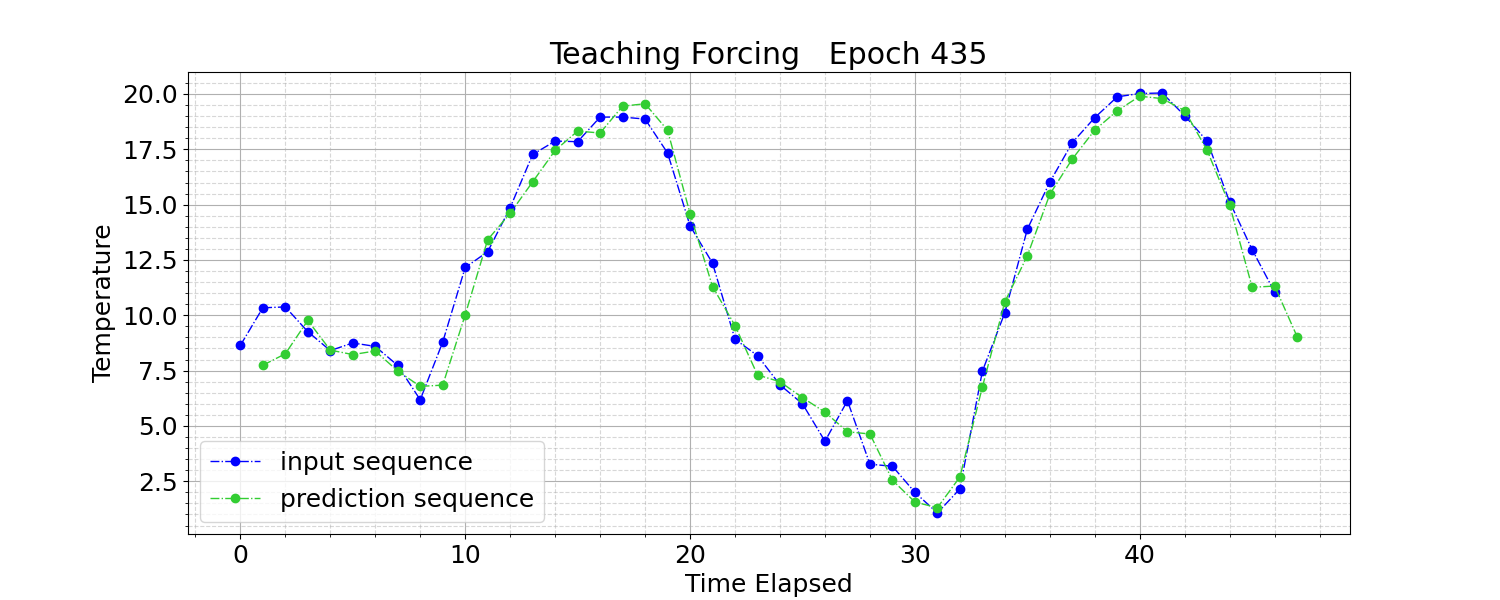 Teaching Forcing   Epoch 435
20.0
17.5
15.0
12.5
10.0
7.5
5.0
2.5
Temperature
input sequence
prediction sequence
0 10 20 30 40
Time Elapsed